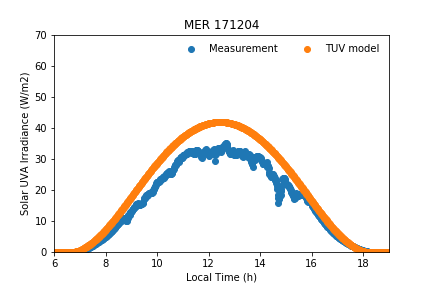 MER 171204
Solar UVA Irradiance (W/m2)
70
60
50
40
30
20
10
0
Measurement TUV model
6 8 10 12 14 16 18
Local Time (h)